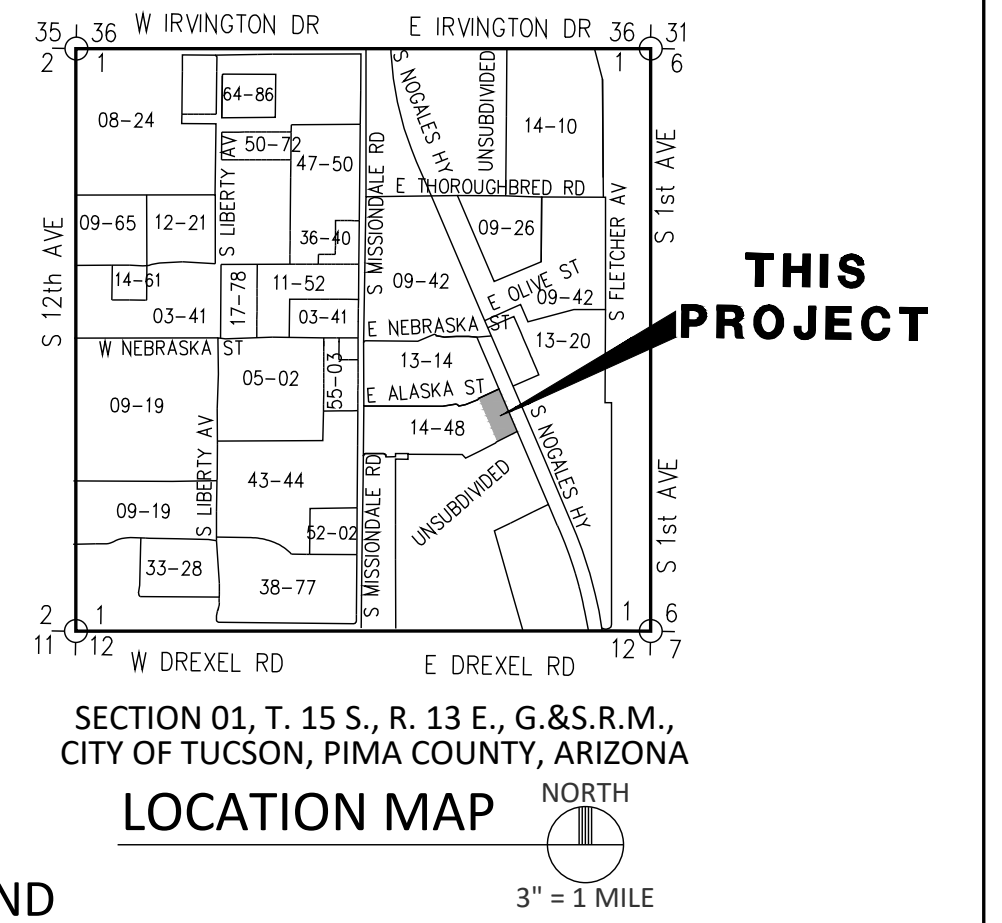 W IRVINGTON DR
E IRVINGTON DR
35 36
36 31
2 1
1 6
08-24
64-86
50-72
47-50
S LIBERTY AV
S MISSIONDALE RD
S NOGALES HY
UNSUBDIVIDED
14-10
E THOROUGHBRED RD
S 1st AVE
S FLETCHER AV
09-65
12-21
36-40
09-26
S 12th AVE
14-61
17-78
11-52
09-42
E OLIVE ST
09-42
03-41
03-41
E NEBRASKA ST
13-20
THIS
PROJECT
W NEBRASKA ST
05-02
55-03
13-14
E ALASKA ST
09-19
14-48
S NOGALES HY
S LIBERTY AV
43-44
UNSUBDIVIDED
S 1st AVE
09-19
52-02
S MISSIONDALE RD
33-28
38-77
2 1
1 6
11 12
12 7
W DREXEL RD
E DREXEL RD
SECTION 01, T. 15 S., R. 13 E., G.&S.R.M.,
CITY OF TUCSON, PIMA COUNTY, ARIZONA
LOCATION MAP
NORTH
3" = 1 MILE
ND